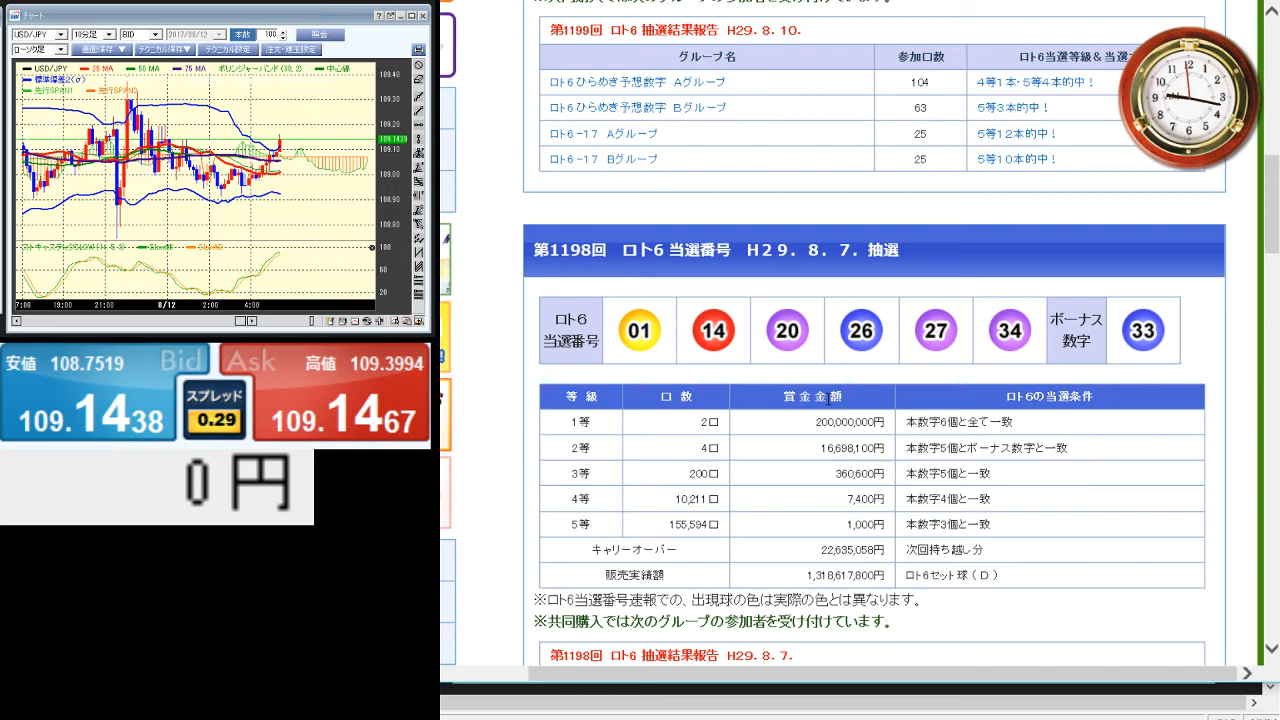 チャート
USD/JPY 10分足 BID 2017/08/12 本数 100 照会
ローソク足 画面保存 ▼ テクニカル保存▼ テクニカル設定 注文・建玉設定
USD/JPY 25 MA 50 MA 75 MA ボリンジャーバンド(30, 2) 中心線
標準偏差2(σ)
先行SPAN1 先行SPAN2
109.40
109.30
109.20
109.1439
109.10
109.00
108.90
108.80
100
60
20
7:00 19:00 21:00 8/12 2:00 4:00
安値 108.7519 Bid Ask 高値 109.3994
スプレッド
109.1438 0.29 109.1467
0 円
第1199回 ロト6 抽選結果報告 H29. 8. 10.
グループ名 参加口数 ロト6当選等級&当選
ロト6ひらめき予想数字 Aグループ 104 4等1本・5等4本的中!
ロト6ひらめき予想数字 Bグループ 5等3本的中!
ロト6-17 Aグループ 25 5等12本的中!
ロト6-17 Bグループ 25 5等10本的中!
第1198回 ロト6 当選番号 H29. 8. 7. 抽選
ロト6当選番号 01 14 20 26 27 34 ボーナス数字 33
等 級 口 数 賞 金 金 額 ロト6の当選条件
1等 2口 200,000,000円 本数字6個と全て一致
2等 4口 16,698,100円 本数字5個とボーナス数字と一致
3等 200口 360,600円 本数字5個と一致
4等 10,211口 7,400円 本数字4個と一致
5等 155,594口 1,000円 本数字3個と一致
キャリーオーバー 22,635,058円 次回持ち越し分
販売実績額 1,318,617,800円 ロト6セット球(D)
※ロト6当選番号速報での、出現球の色は実際の色とは異なります。
※共同購入では次のグループの参加者を受け付けています。
第1198回 ロト6 抽選結果報告 H29. 8. 7.